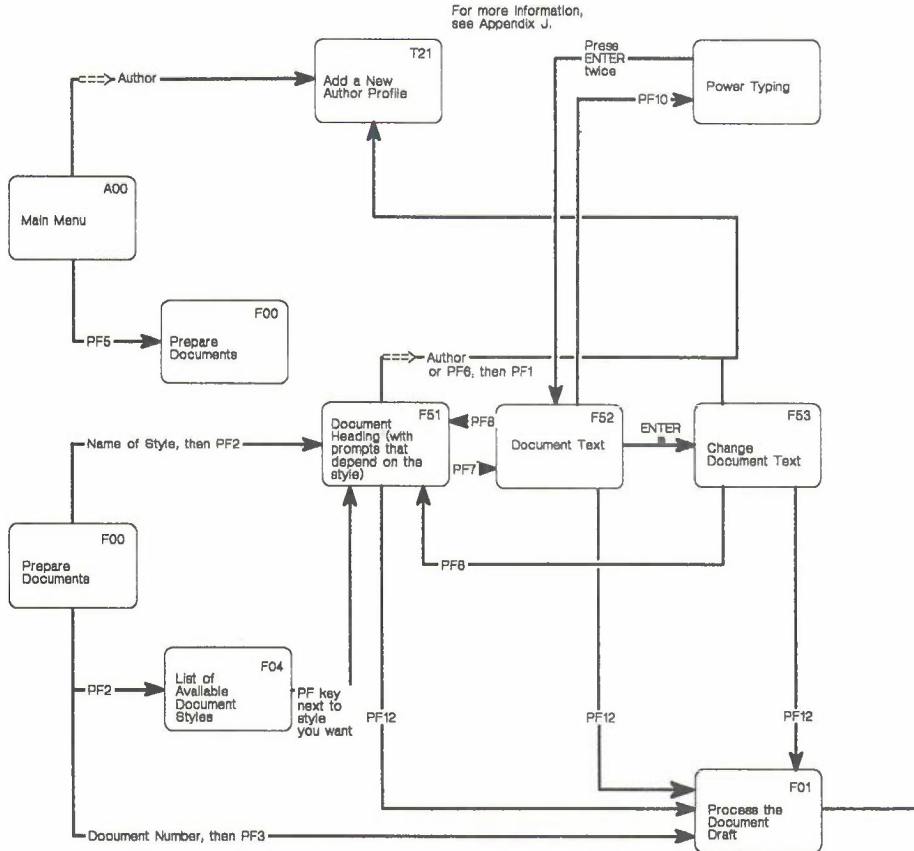 For more information,
see Appendix J.
T21
Add a New
Author Profile
Author
Press
ENTER
twice
PF10
Power Typing
A00
Main Menu
PF5
F00
Prepare
Documents
Author
or PF6, then PF1
F51
Document
Heading (with
prompts that
depend on the
style)
PF8
PF7
F52
Document Text
ENTER
F53
Change
Document Text
Name of Style, then PF2
F00
Prepare
Documents
PF8
PF2
F04
List of
Available
Document
Styles
PF key
next to
style
you want
PF12
PF12
PF12
F01
Process the
Document
Draft
Document Number, then PF3